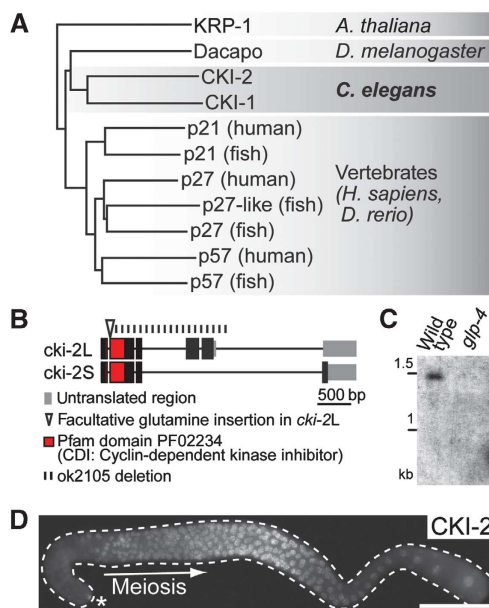 A
KRP-1 A. thaliana
Dacapo D. melanogaster
CKI-2
CKI-1
C. elegans
p21 (human)
p21 (fish)
p27 (human)
p27-like (fish)
p27 (fish)
p57 (human)
p57 (fish)
Vertebrates
(H. sapiens,
D. rerio)
B
cki-2L
cki-2S
Untranslated region
500 bp
Facultative glutamine insertion in cki-2L
Pfam domain PF02234
(CDI: Cyclin-dependent kinase inhibitor)
ok2105 deletion
C
Wild
type
glp-4
1.5
1
kb
D
CKI-2
Meiosis
*